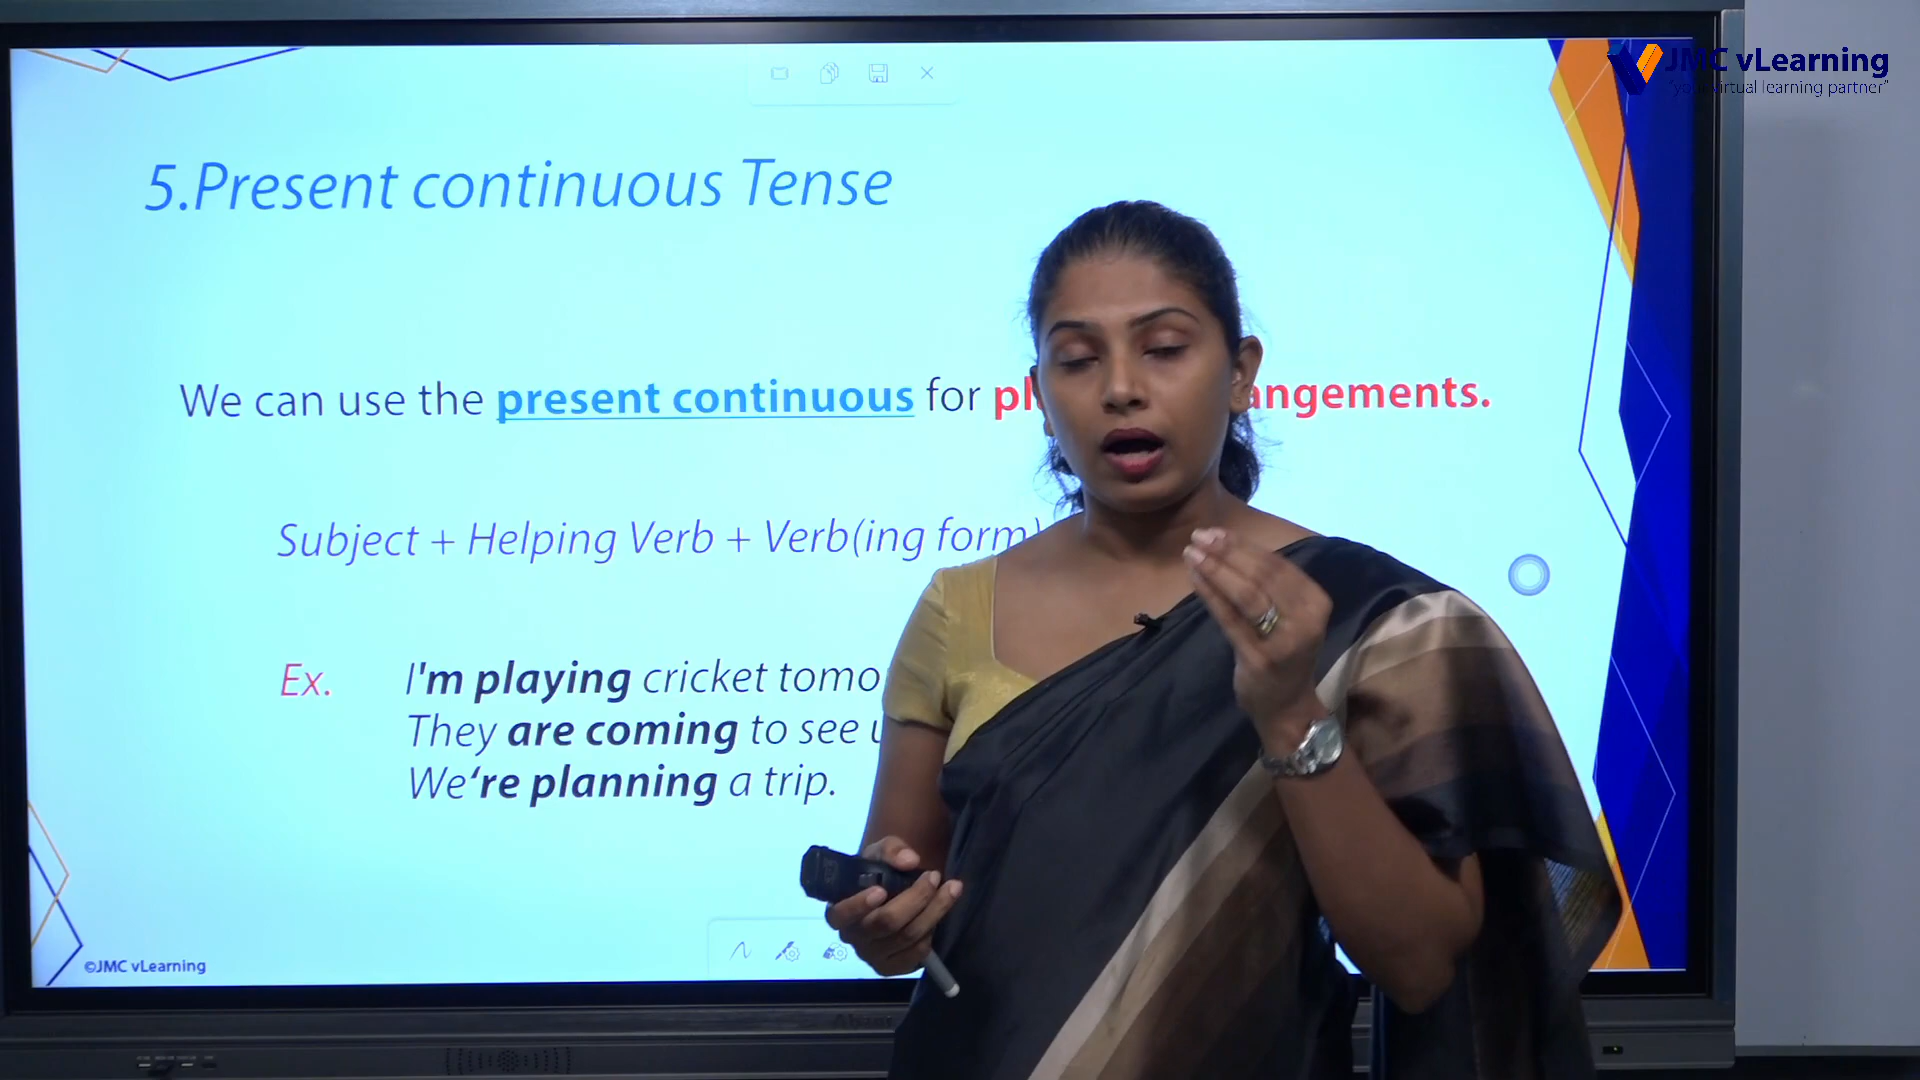 JMC vLearning
"your virtual learning partner"
5.Present continuous Tense
We can use the present continuous for angements.
Subject + Helping Verb + Verb(ing form)
Ex. I'm playing cricket
They are coming to see
We‘re planning a trip.
©JMC vLearning